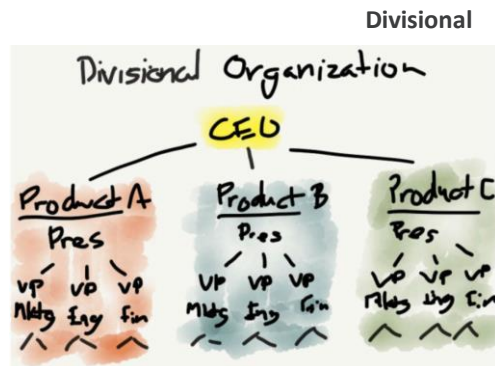 Divisional
Divisional Organization
CEO
Product A Product B Product C
Pres Pres Pres
VP VP VP VP VP VP VP VP VP
Mktg Eng Fin Mktg Eng Fin Mktg Eng Fin